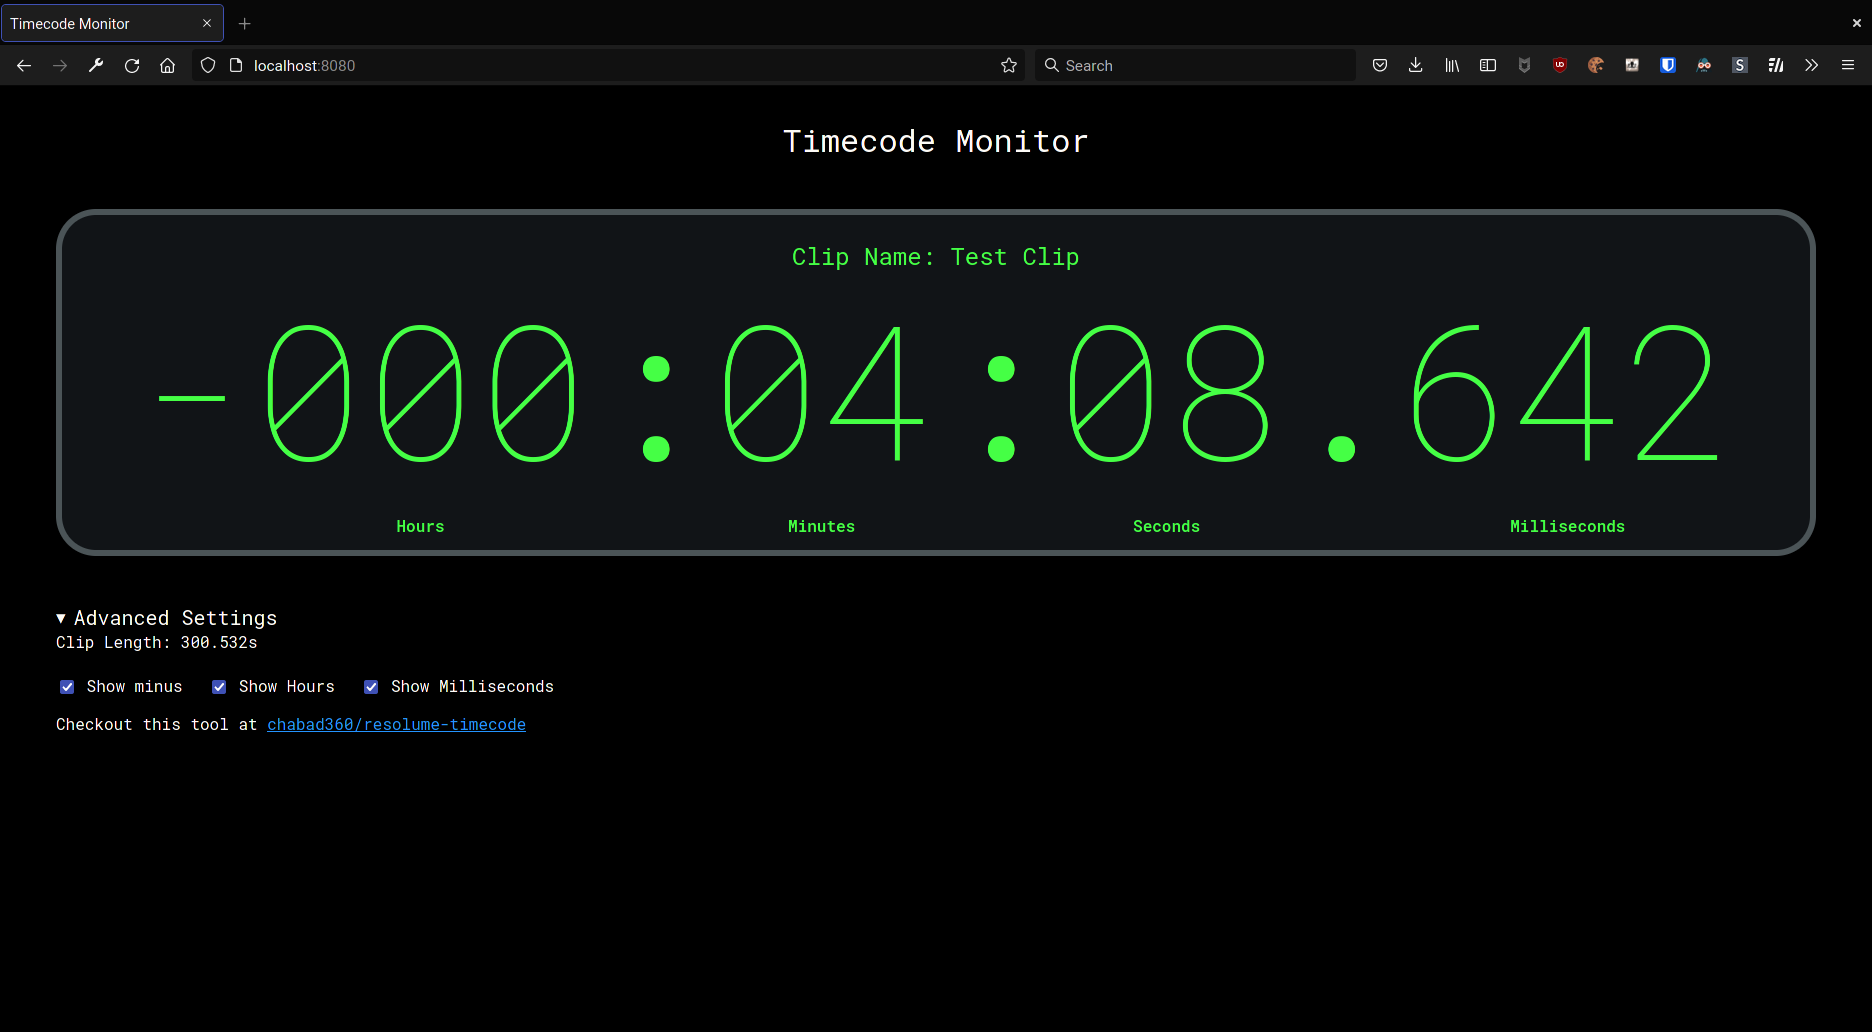 Timecode Monitor
localhost:8080
Search
UD
S
Timecode Monitor
Clip Name: Test Clip
-000:04:08.642
Hours Minutes Seconds Milliseconds
▼ Advanced Settings
Clip Length: 300.532s
Show minus Show Hours Show Milliseconds
Checkout this tool at chabad360/resolume-timecode